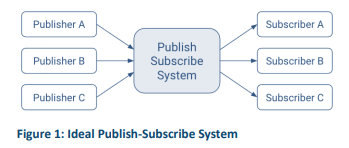 Publisher A
Publisher B
Publisher C
Publish
Subscribe
System
Subscriber A
Subscriber B
Subscriber C
Figure 1: Ideal Publish-Subscribe System